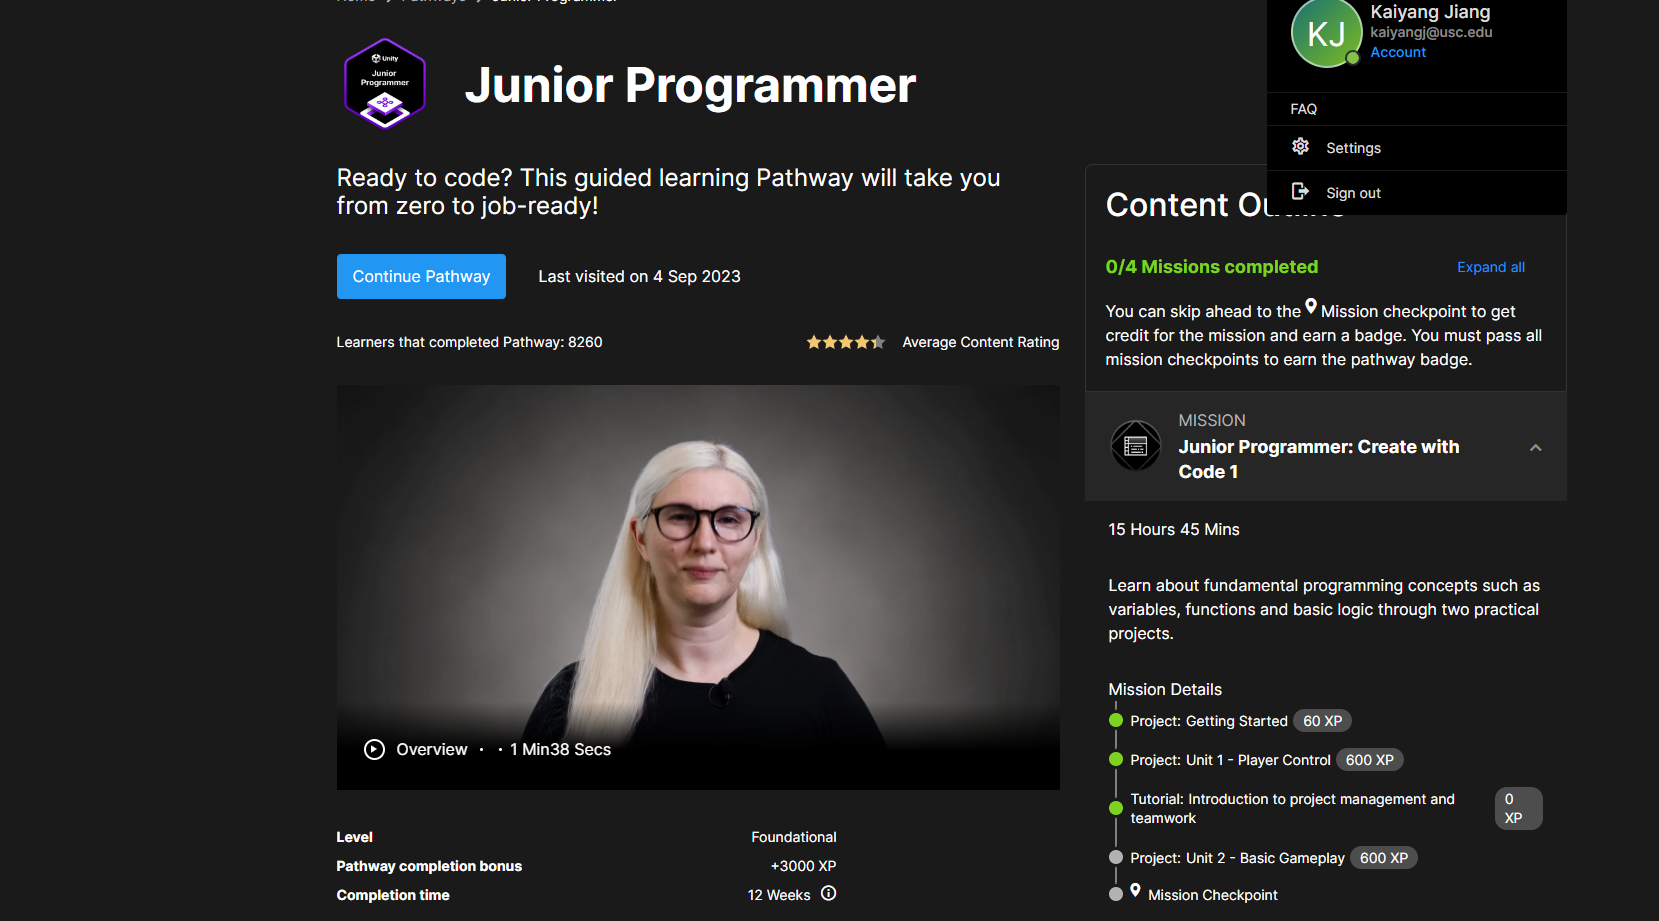 Home > Pathways > Junior Programmer
Kaiyang Jiang
KJ
kaiyangj@usc.edu
Account
FAQ
Settings
Sign out
Unity
Junior
Programmer
Junior Programmer
Ready to code? This guided learning Pathway will take you
from zero to job-ready!
Continue Pathway
Last visited on 4 Sep 2023
Learners that completed Pathway: 8260
Average Content Rating
Overview · · 1 Min38 Secs
Level
Foundational
Pathway completion bonus
+3000 XP
Completion time
12 Weeks
Content Outline
0/4 Missions completed
Expand all
You can skip ahead to the Mission checkpoint to get
credit for the mission and earn a badge. You must pass all
mission checkpoints to earn the pathway badge.
MISSION
Junior Programmer: Create with
Code 1
15 Hours 45 Mins
Learn about fundamental programming concepts such as
variables, functions and basic logic through two practical
projects.
Mission Details
Project: Getting Started 60 XP
Project: Unit 1 - Player Control 600 XP
Tutorial: Introduction to project management and
teamwork
0
XP
Project: Unit 2 - Basic Gameplay 600 XP
Mission Checkpoint